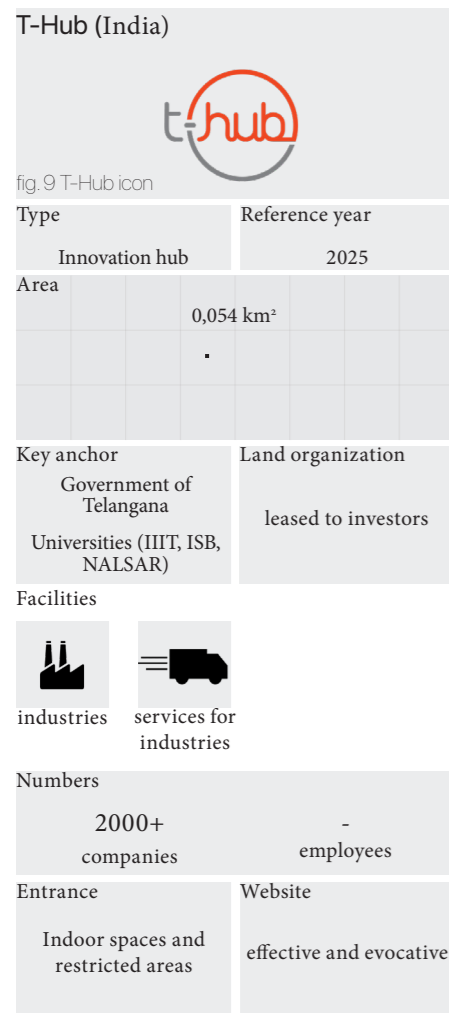 T-Hub (India)
t-hub
fig. 9 T-Hub icon
Type
Innovation hub
Reference year
2025
Area
0,054 km²
Key anchor
Government of
Telangana
Universities (IIIT, ISB,
NALSAR)
Land organization
leased to investors
Facilities
industries
services for
industries
Numbers
2000+
companies
-
employees
Entrance
Indoor spaces and
restricted areas
Website
effective and evocative